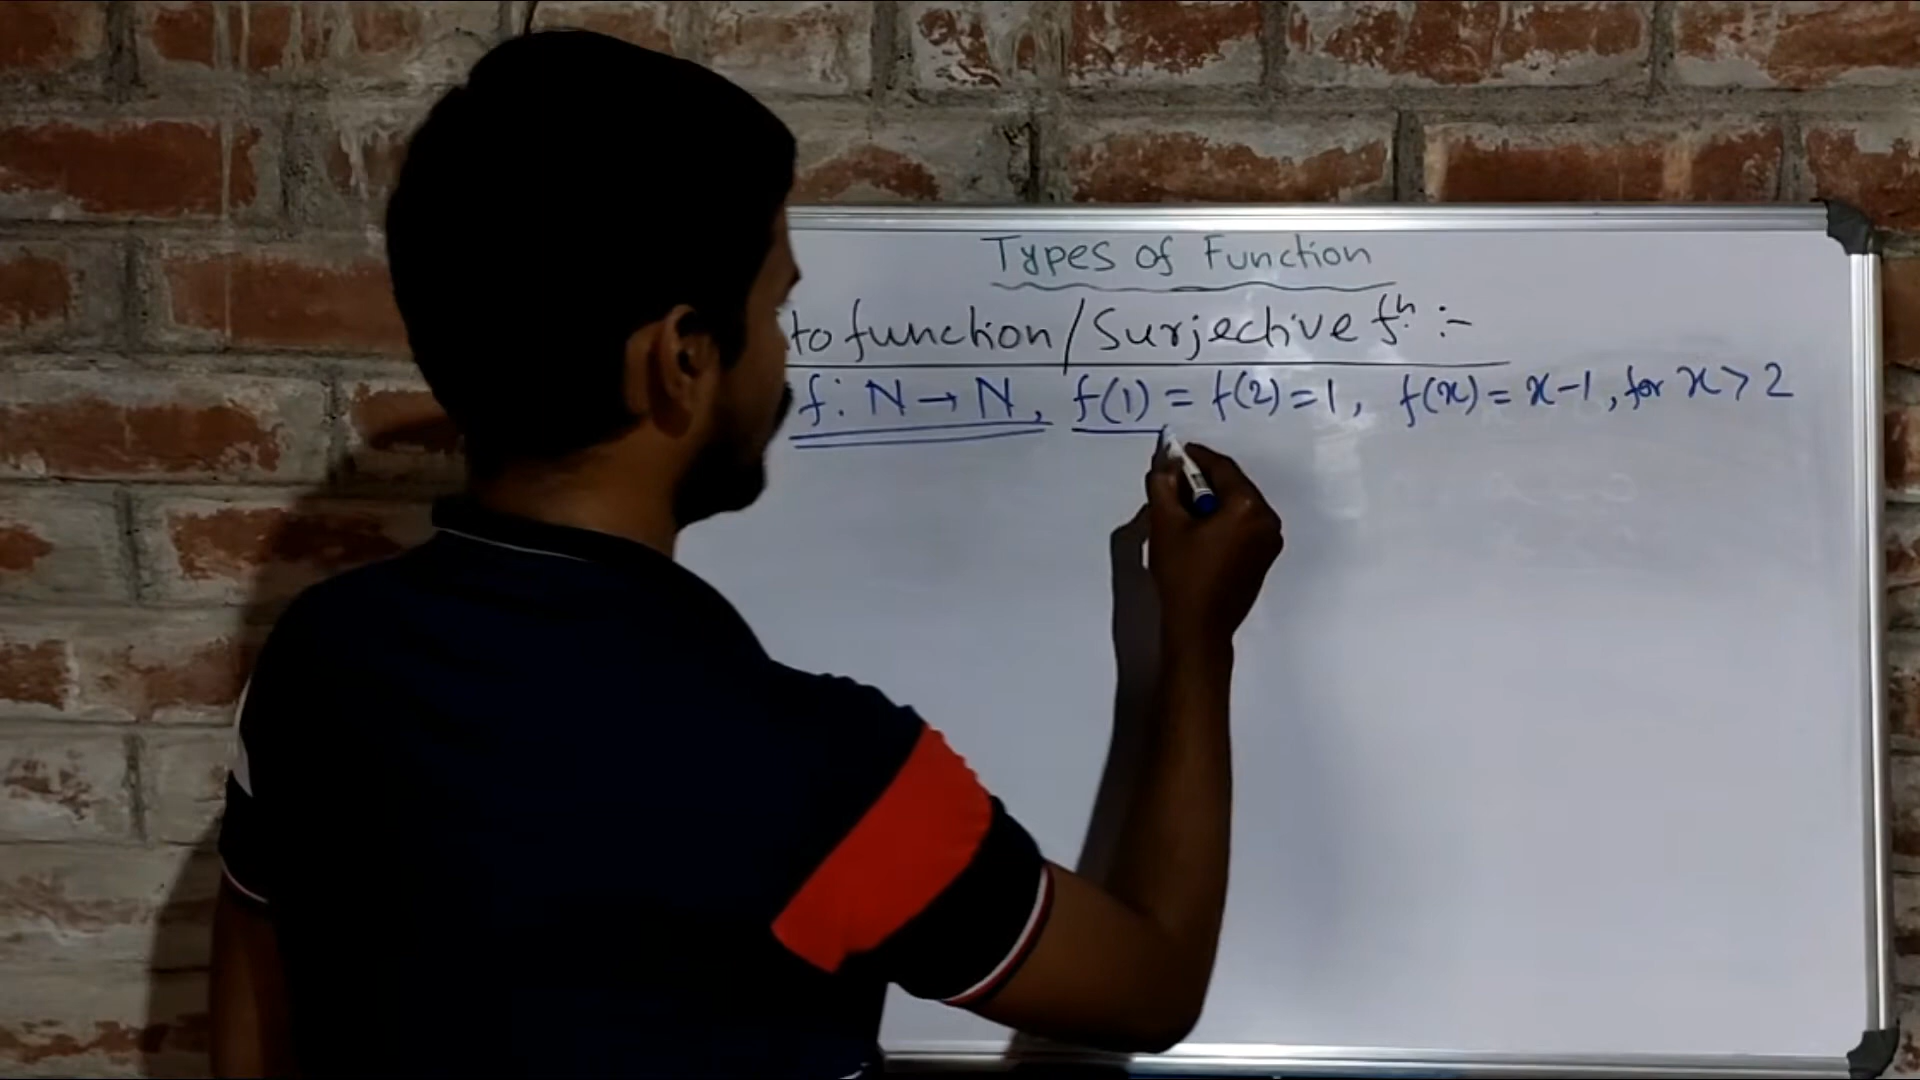 Types of Function
to function/Surjective fn :-
f: N→N, f(1) = f(2)=1, f(x)= x-1, for x>2